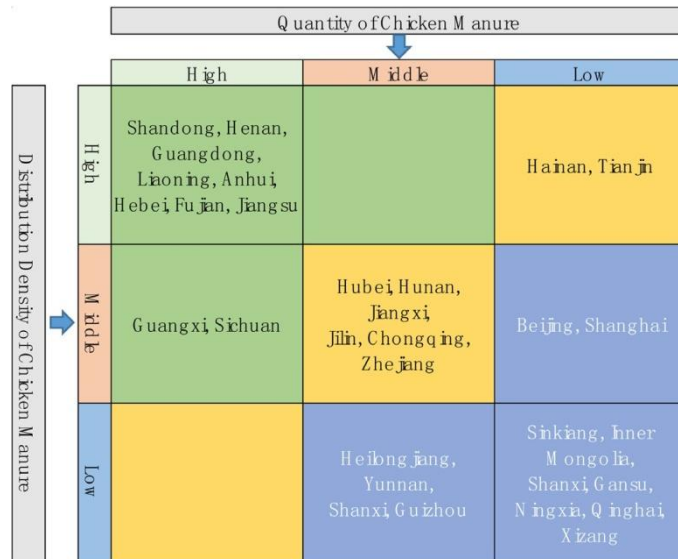 Quantity of Chicken Manure
High
Middle
Low
Distribution Density of Chicken Manure
High
Shandong, Henan,
Guangdong,
Liaoning, Anhui,
Hebei, Fujian, Jiangsu
Hainan, Tianjin
Middle
Guangxi, Sichuan
Hubei, Hunan,
Jiangxi,
Jilin, Chongqing,
Zhejiang
Beijing, Shanghai
Low
Heilongjiang,
Yunnan,
Shanxi, Guizhou
Sinkiang, Inner
Mongolia,
Shanxi, Gansu,
Ningxia, Qinghai,
Xizang